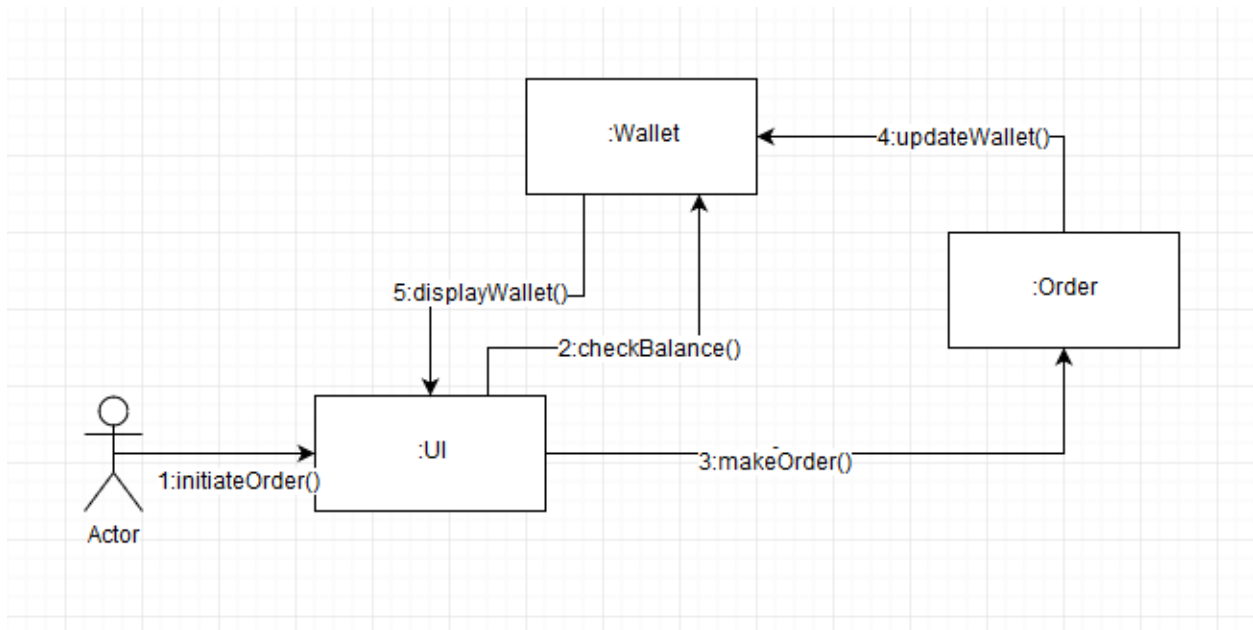 :Wallet
4:updateWallet()
:Order
5:displayWallet()
2:checkBalance()
:UI
3:makeOrder()
1:initiateOrder()
Actor